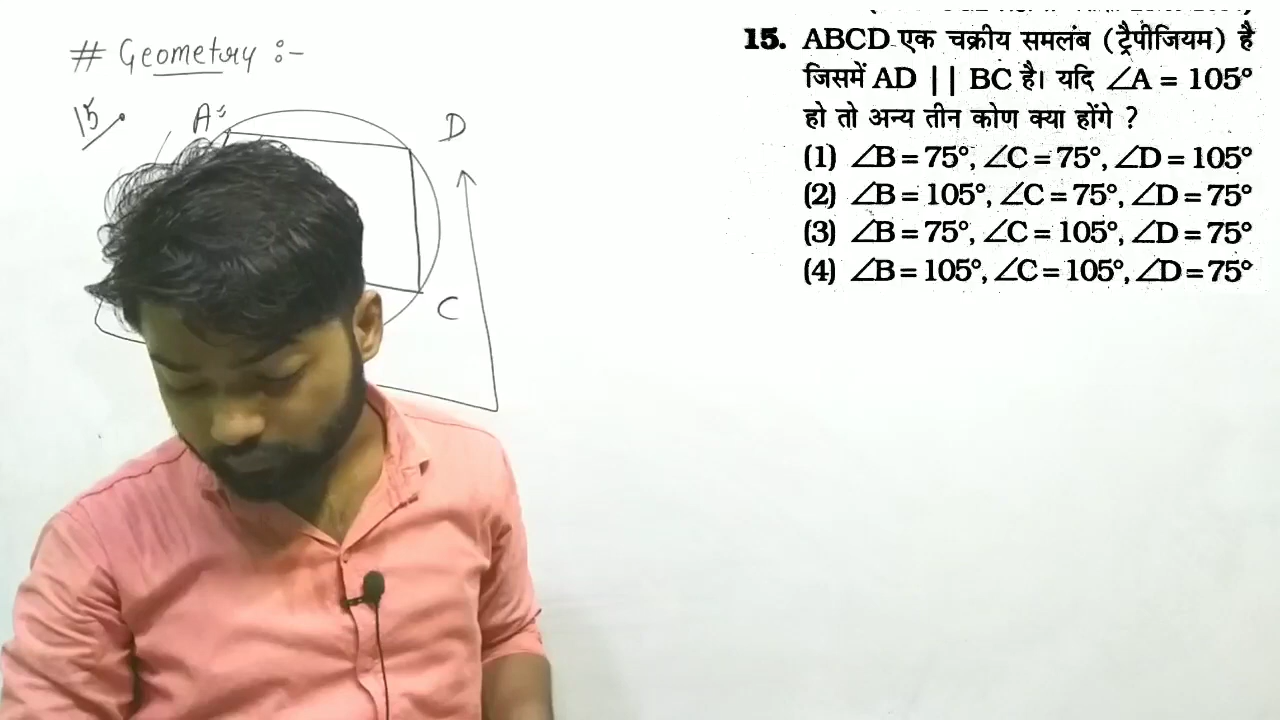 # Geometry :-
15.
A
D
C
15. ABCD एक चक्रीय समलंब (ट्रैपीजियम) है
जिसमें AD || BC है। यदि ∠A = 105°
हो तो अन्य तीन कोण क्या होंगे ?
(1) ∠B = 75°, ∠C = 75°, ∠D = 105°
(2) ∠B = 105°, ∠C = 75°, ∠D = 75°
(3) ∠B = 75°, ∠C = 105°, ∠D = 75°
(4) ∠B = 105°, ∠C = 105°, ∠D = 75°